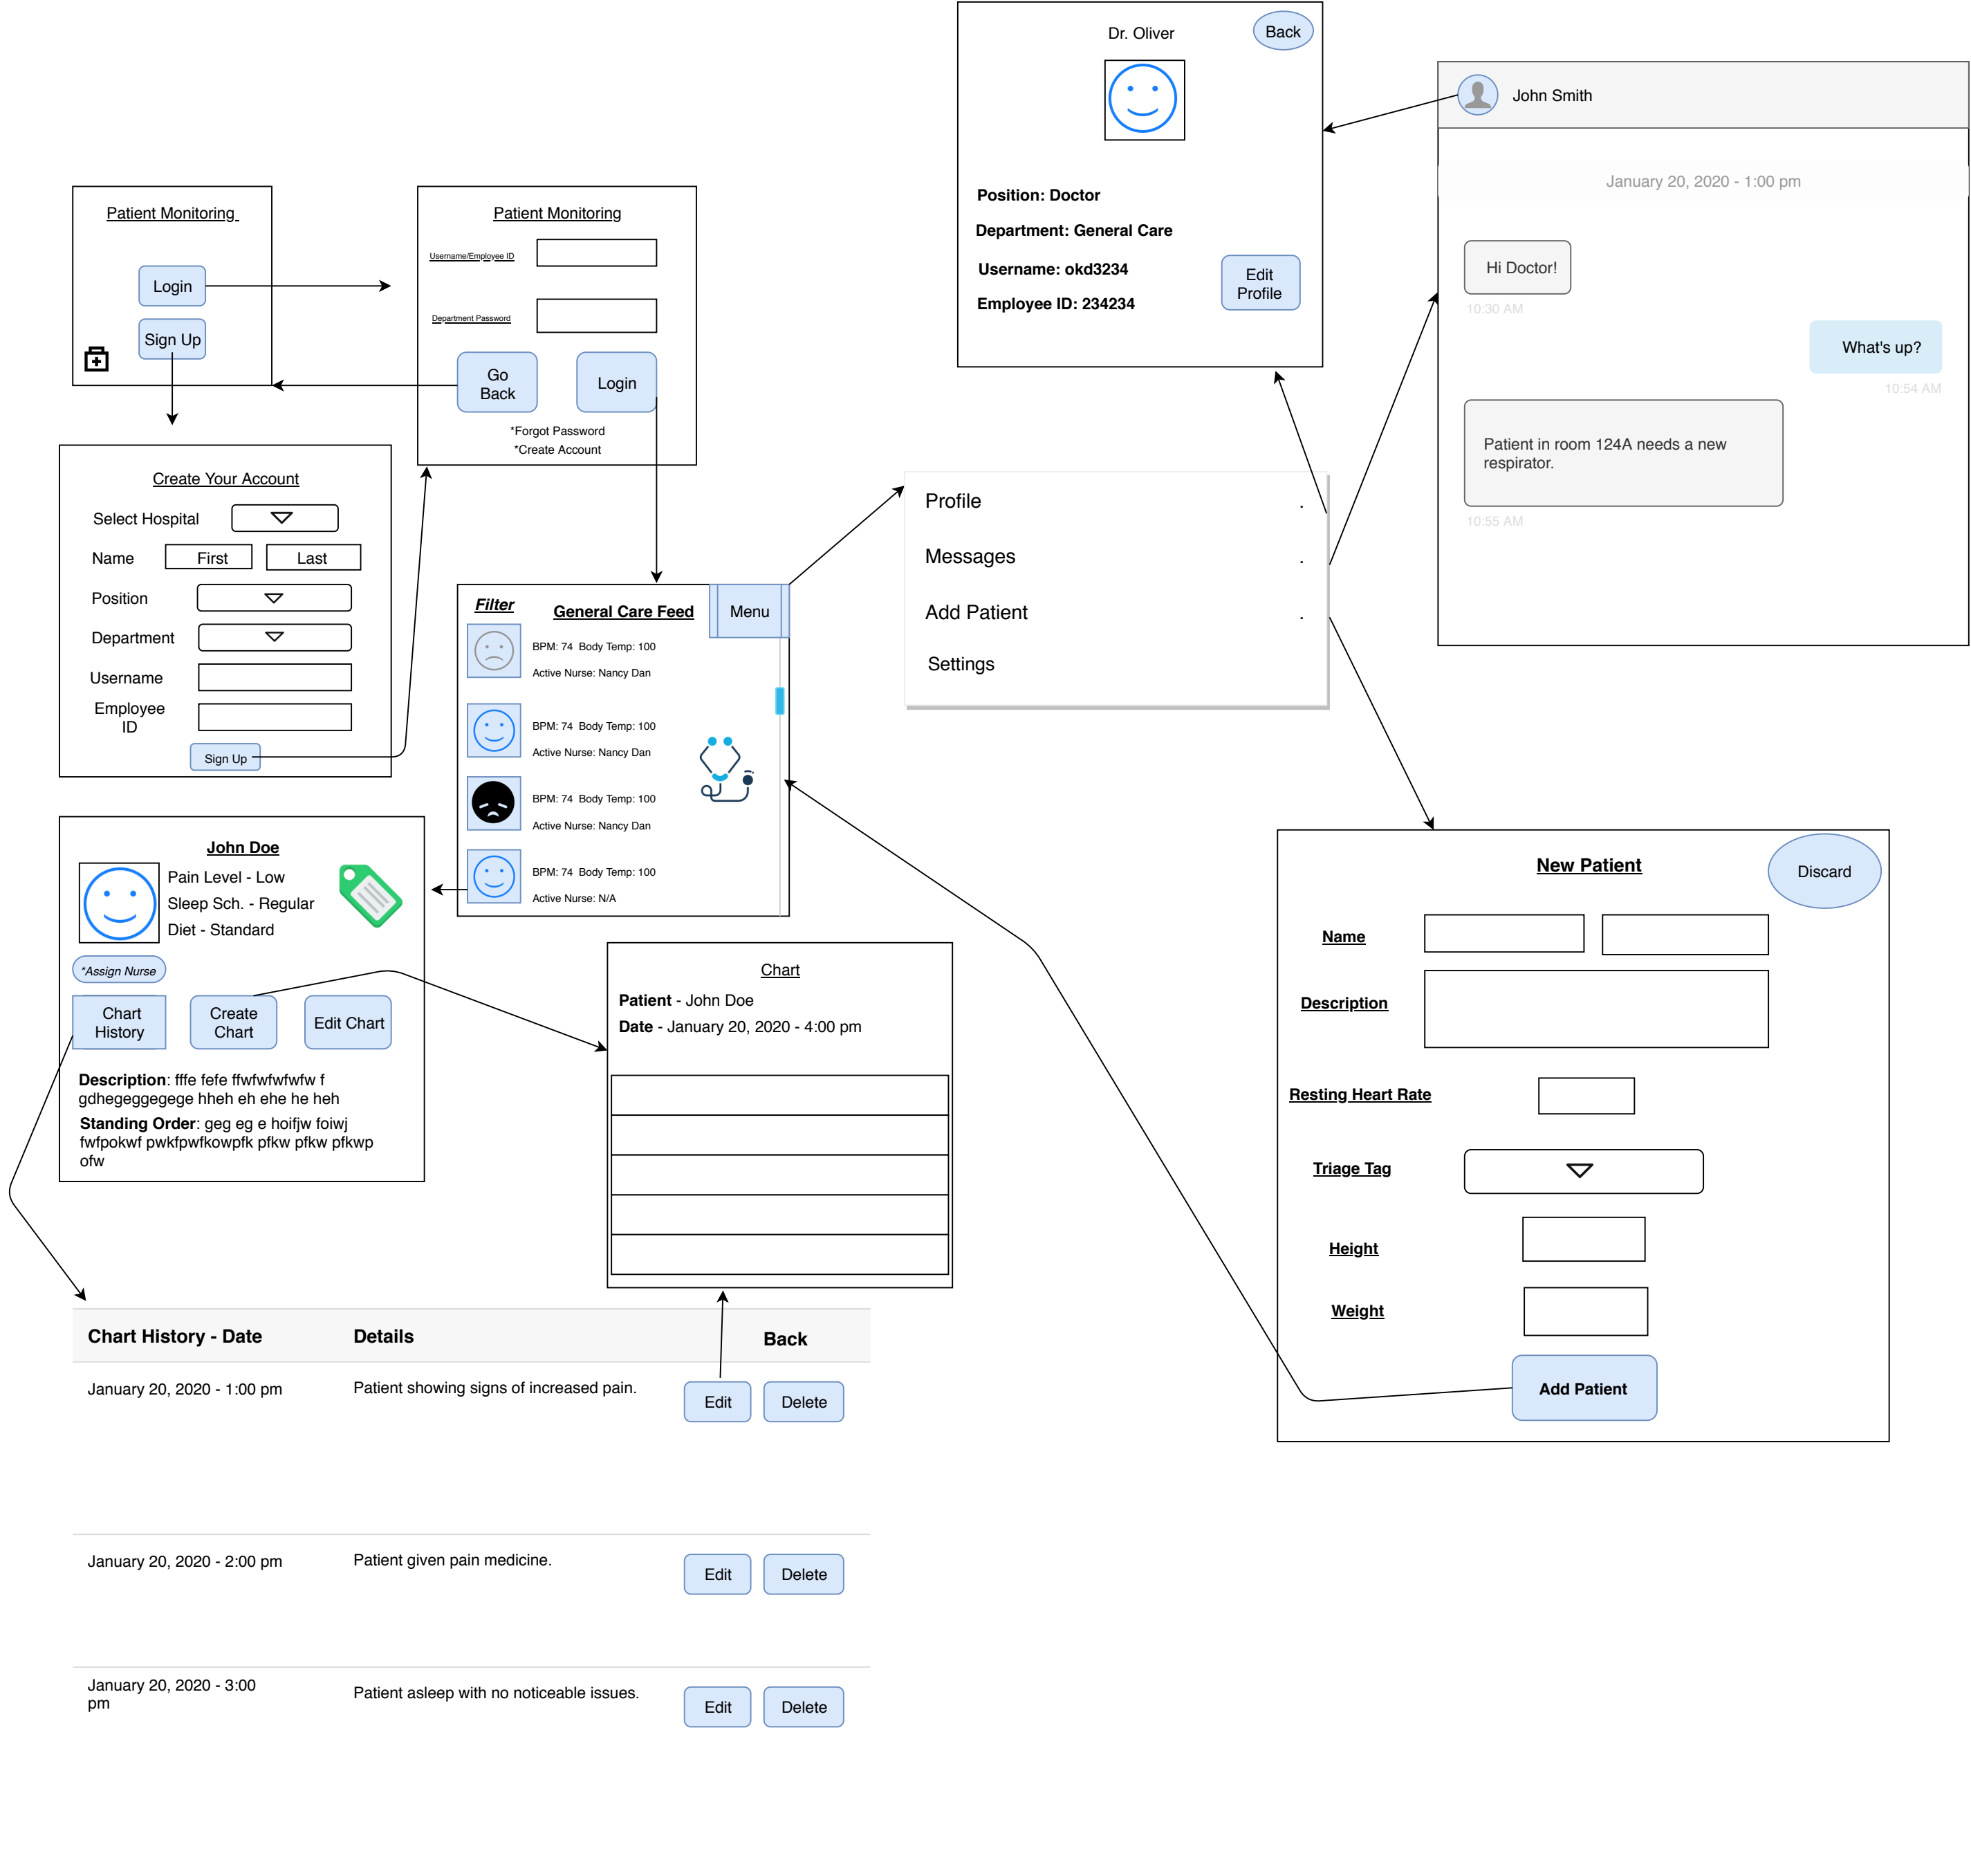 Patient Monitoring
Login
Sign Up
Patient Monitoring
Username/Employee ID
Department Password
Go
Back
Login
*Forgot Password
*Create Account
Create Your Account
Select Hospital
Name First Last
Position
Department
Username
Employee
ID
Sign Up
Filter
General Care Feed
Menu
BPM: 74 Body Temp: 100
Active Nurse: Nancy Dan
BPM: 74 Body Temp: 100
Active Nurse: Nancy Dan
BPM: 74 Body Temp: 100
Active Nurse: Nancy Dan
BPM: 74 Body Temp: 100
Active Nurse: N/A
Profile .
Messages .
Add Patient .
Settings
Dr. Oliver
Back
Position: Doctor
Department: General Care
Username: okd3234
Employee ID: 234234
Edit
Profile
John Smith
January 20, 2020 - 1:00 pm
Hi Doctor!
10:30 AM
What's up?
10:54 AM
Patient in room 124A needs a new
respirator.
10:55 AM
John Doe
Pain Level - Low
Sleep Sch. - Regular
Diet - Standard
*Assign Nurse
Chart
History
Create
Chart
Edit Chart
Description: fffe fefe ffwfwfwfwfw f
gdhegeggegege hheh eh ehe he heh
Standing Order: geg eg e hoifjw foiwj
fwfpokwf pwkfpwfkowpfk pfkw pfkw pfkwp
ofw
Chart
Patient - John Doe
Date - January 20, 2020 - 4:00 pm
New Patient
Discard
Name
Description
Resting Heart Rate
Triage Tag
Height
Weight
Add Patient
Chart History - Date Details Back
January 20, 2020 - 1:00 pm Patient showing signs of increased pain. Edit Delete
January 20, 2020 - 2:00 pm Patient given pain medicine. Edit Delete
January 20, 2020 - 3:00
pm
Patient asleep with no noticeable issues. Edit Delete